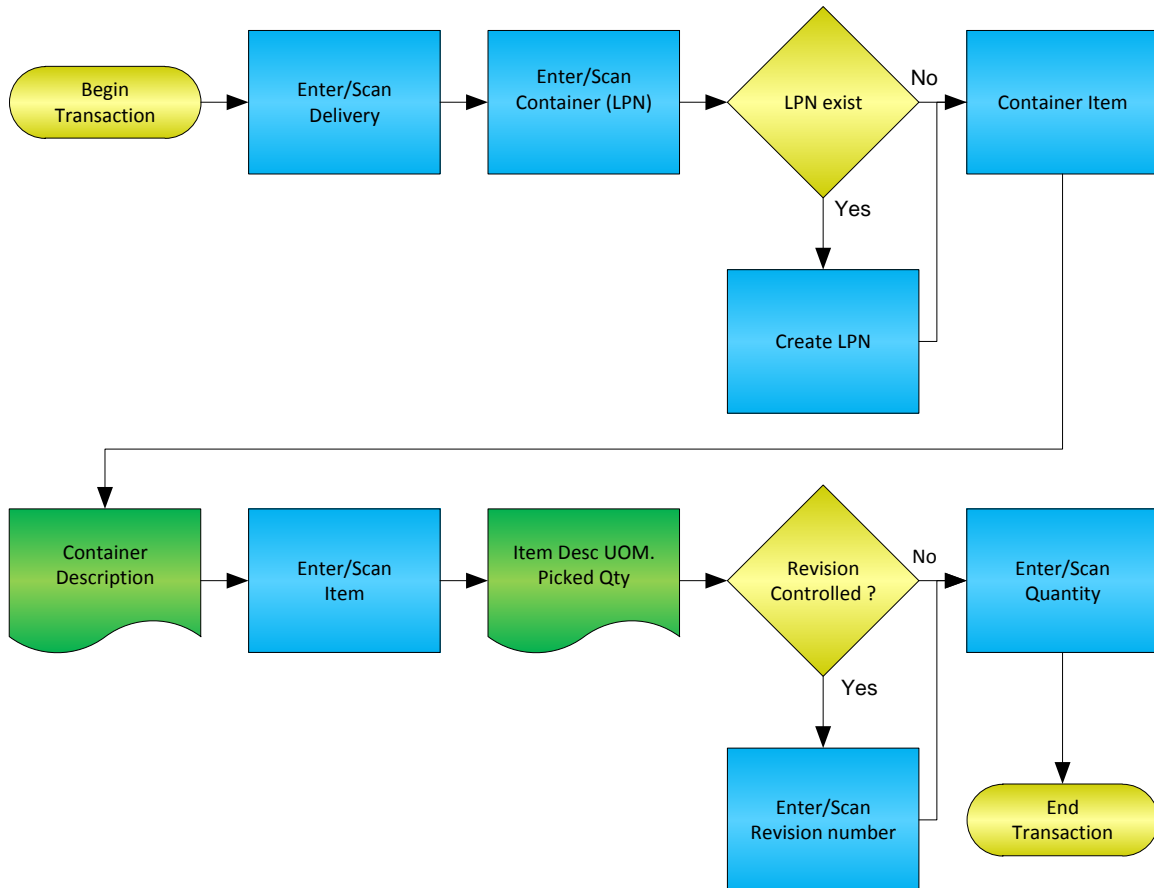 Begin
Transaction
Enter/Scan
Delivery
Enter/Scan
Container (LPN)
LPN exist
No
Container Item
Yes
Create LPN
Container
Description
Enter/Scan
Item
Item Desc UOM.
Picked Qty
Revision
Controlled ?
No
Enter/Scan
Quantity
Yes
Enter/Scan
Revision number
End
Transaction